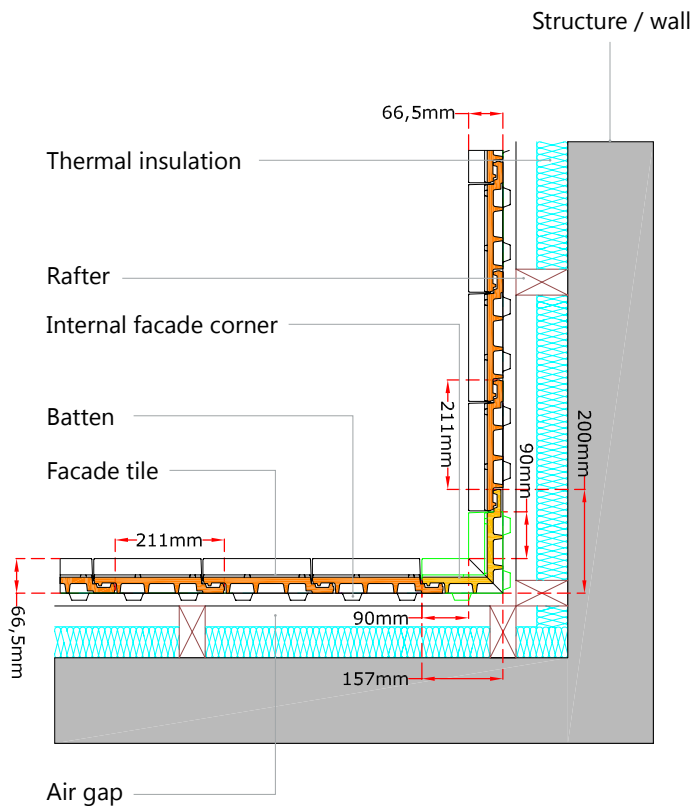 Structure / wall
66,5mm
Thermal insulation
Rafter
Internal facade corner
211mm
200mm
Batten
90mm
Facade tile
211mm
66,5mm
90mm
157mm
Air gap